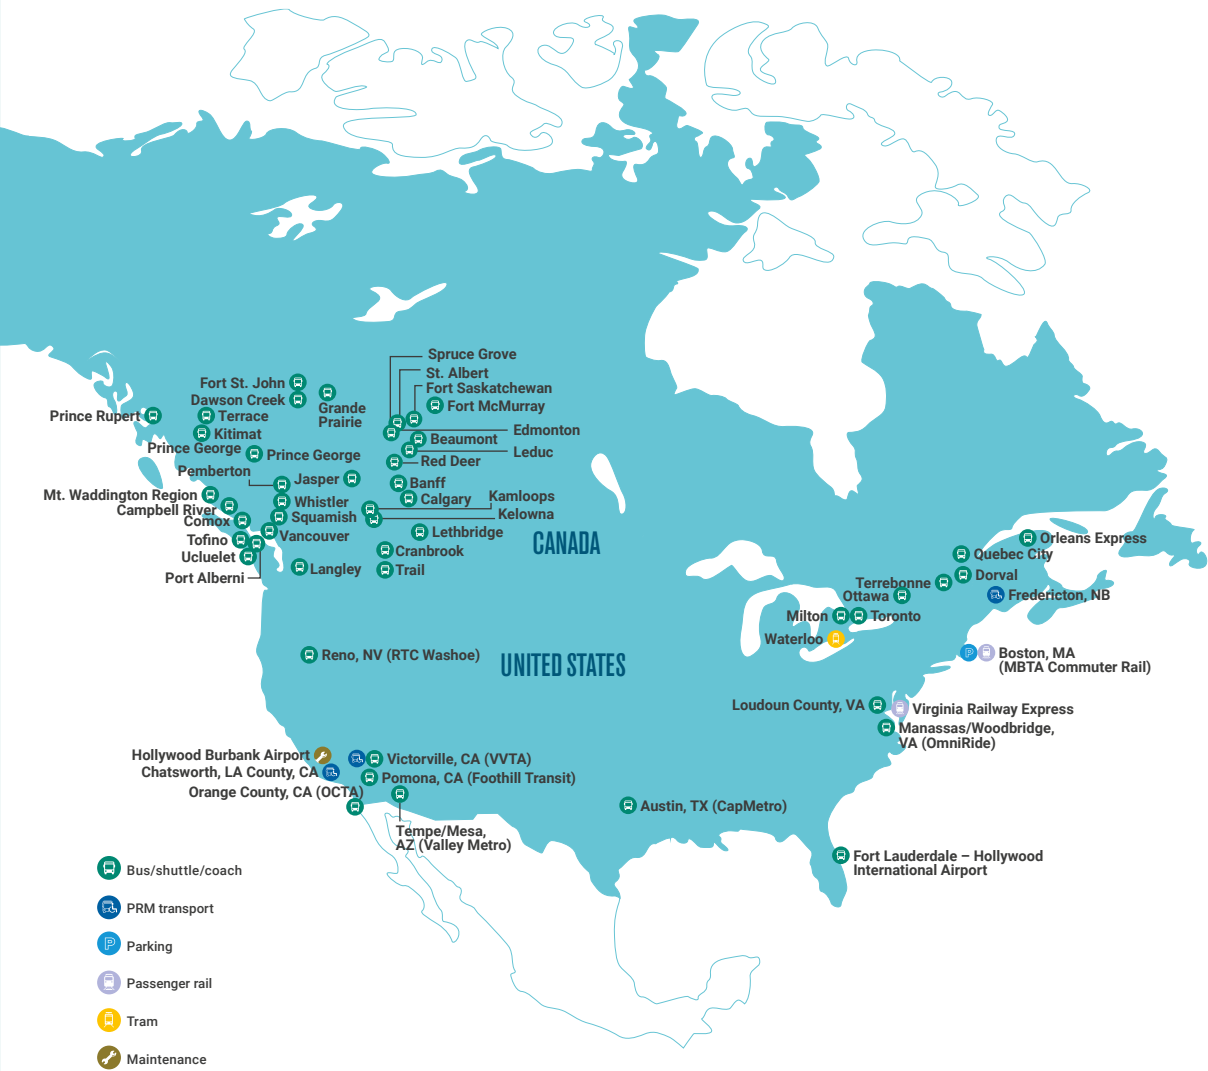 Spruce Grove
St. Albert
Fort Saskatchewan
Fort McMurray
Fort St. John
Dawson Creek
Grande
Prairie
Prince Rupert
Terrace
Kitimat
Edmonton
Beaumont
Leduc
Prince George
Prince George
Red Deer
Pemberton
Jasper
Banff
Calgary
Kamloops
Kelowna
Mt. Waddington Region
Campbell River
Whistler
Comox
Squamish
Tofino
Vancouver
Lethbridge
Ucluelet
Cranbrook
Port Alberni
Langley
Trail
CANADA
Orleans Express
Quebec City
Dorval
Terrebonne
Ottawa
Fredericton, NB
Milton
Toronto
Waterloo
Reno, NV (RTC Washoe)
UNITED STATES
Boston, MA
(MBTA Commuter Rail)
Loudoun County, VA
Virginia Railway Express
Manassas/Woodbridge,
VA (OmniRide)
Hollywood Burbank Airport
Chatsworth, LA County, CA
Victorville, CA (VVTA)
Pomona, CA (Foothill Transit)
Orange County, CA (OCTA)
Tempe/Mesa,
AZ (Valley Metro)
Austin, TX (CapMetro)
Fort Lauderdale – Hollywood
International Airport
Bus/shuttle/coach
PRM transport
P
Parking
Passenger rail
Tram
Maintenance